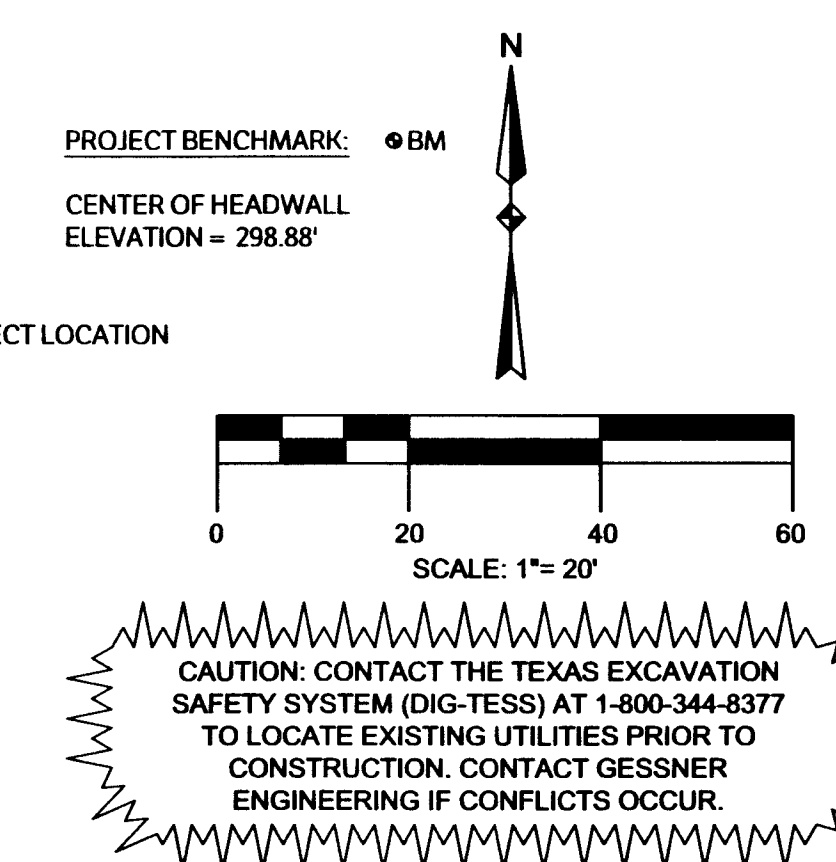 N
PROJECT BENCHMARK: BM
CENTER OF HEADWALL
ELEVATION = 298.88'
LOCATION
0 20 40 60
SCALE: 1"= 20'
CAUTION: CONTACT THE TEXAS EXCAVATION
SAFETY SYSTEM (DIG-TESS) AT 1-800-344-8377
TO LOCATE EXISTING UTILITIES PRIOR TO
CONSTRUCTION. CONTACT GESSNER
ENGINEERING IF CONFLICTS OCCUR.